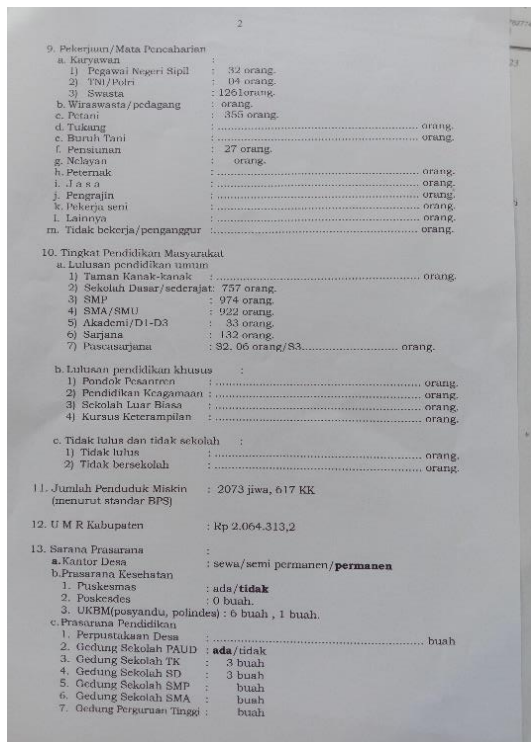 2
9. Pekerjaan/Mata Pencaharian
a. Karyawan :
1) Pegawai Negeri Sipil : 32 orang.
2) TNI/Polri : 04 orang.
3) Swasta : 1261orang.
b. Wiraswasta/pedagang : orang.
c. Petani : 355 orang.
d. Tukang : ........................................ orang.
e. Buruh Tani : ........................................ orang.
f. Pensiunan : 27 orang.
g. Nelayan : orang.
h. Peternak : ........................................ orang.
i. J a s a : ........................................ orang.
j. Pengrajin : ........................................ orang.
k. Pekerja seni : ........................................ orang.
l. Lainnya : ........................................ orang.
m. Tidak bekerja/penganggur : ........................................ orang.
10. Tingkat Pendidikan Masyarakat
a. Lulusan pendidikan umum
1) Taman Kanak-kanak : ........................................ orang.
2) Sekolah Dasar/sederajat: 757 orang.
3) SMP : 974 orang.
4) SMA/SMU : 922 orang.
5) Akademi/D1-D3 : 33 orang.
6) Sarjana : 132 orang.
7) Pascasarjana : S2. 06 orang/S3.................... orang.
b. Lulusan pendidikan khusus :
1) Pondok Pesantren : ........................................ orang.
2) Pendidikan Keagamaan : ........................................ orang.
3) Sekolah Luar Biasa : ........................................ orang.
4) Kursus Keterampilan : ........................................ orang.
c. Tidak lulus dan tidak sekolah :
1) Tidak lulus : ........................................ orang.
2) Tidak bersekolah : ........................................ orang.
11. Jumlah Penduduk Miskin : 2073 jiwa, 617 KK
(menurut standar BPS)
12. U M R Kabupaten : Rp 2.064.313,2
13. Sarana Prasarana :
a.Kantor Desa : sewa/semi permanen/permanen
b.Prasarana Kesehatan
1. Puskesmas : ada/tidak
2. Poskesdes : 0 buah.
3. UKBM(posyandu, polindes) : 6 buah , 1 buah.
c.Prasarana Pendidikan
1. Perpustakaan Desa : ........................................ buah
2. Gedung Sekolah PAUD : ada/tidak
3. Gedung Sekolah TK : 3 buah
4. Gedung Sekolah SD : 3 buah
5. Gedung Sekolah SMP : buah
6. Gedung Sekolah SMA : buah
7. Gedung Perguruan Tinggi : buah